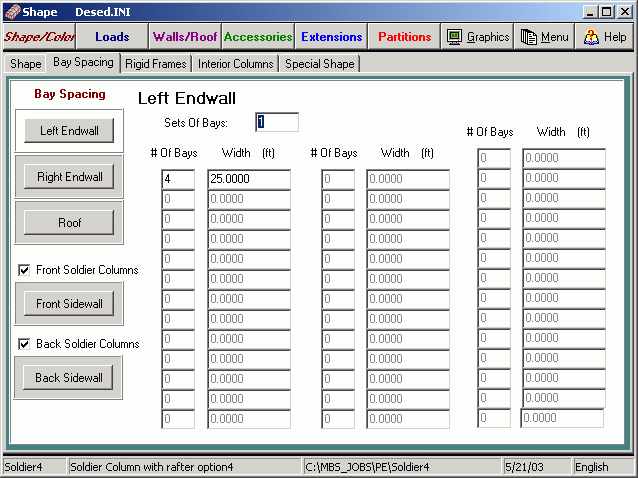 Shape Desed.INI
Shape/Color Loads Walls/Roof Accessories Extensions Partitions Graphics Menu Help
Shape Bay Spacing Rigid Frames Interior Columns Special Shape
Bay Spacing
Left Endwall
Right Endwall
Roof
Front Soldier Columns
Front Sidewall
Back Soldier Columns
Back Sidewall
Left Endwall
Sets Of Bays: 1
# Of Bays Width (ft) # Of Bays Width (ft) # Of Bays Width (ft)
4 25.0000 0 0.0000 0 0.0000
0 0.0000 0 0.0000 0 0.0000
0 0.0000 0 0.0000 0 0.0000
0 0.0000 0 0.0000 0 0.0000
0 0.0000 0 0.0000 0 0.0000
0 0.0000 0 0.0000 0 0.0000
0 0.0000 0 0.0000 0 0.0000
0 0.0000 0 0.0000 0 0.0000
0 0.0000 0 0.0000 0 0.0000
0 0.0000 0 0.0000 0 0.0000
0 0.0000 0 0.0000 0 0.0000
0 0.0000 0 0.0000 0 0.0000
0 0.0000 0 0.0000 0 0.0000
0 0.0000
Soldier4 Soldier Column with rafter option4 C:\MBS_JOBS\PE\Soldier4 5/21/03 English